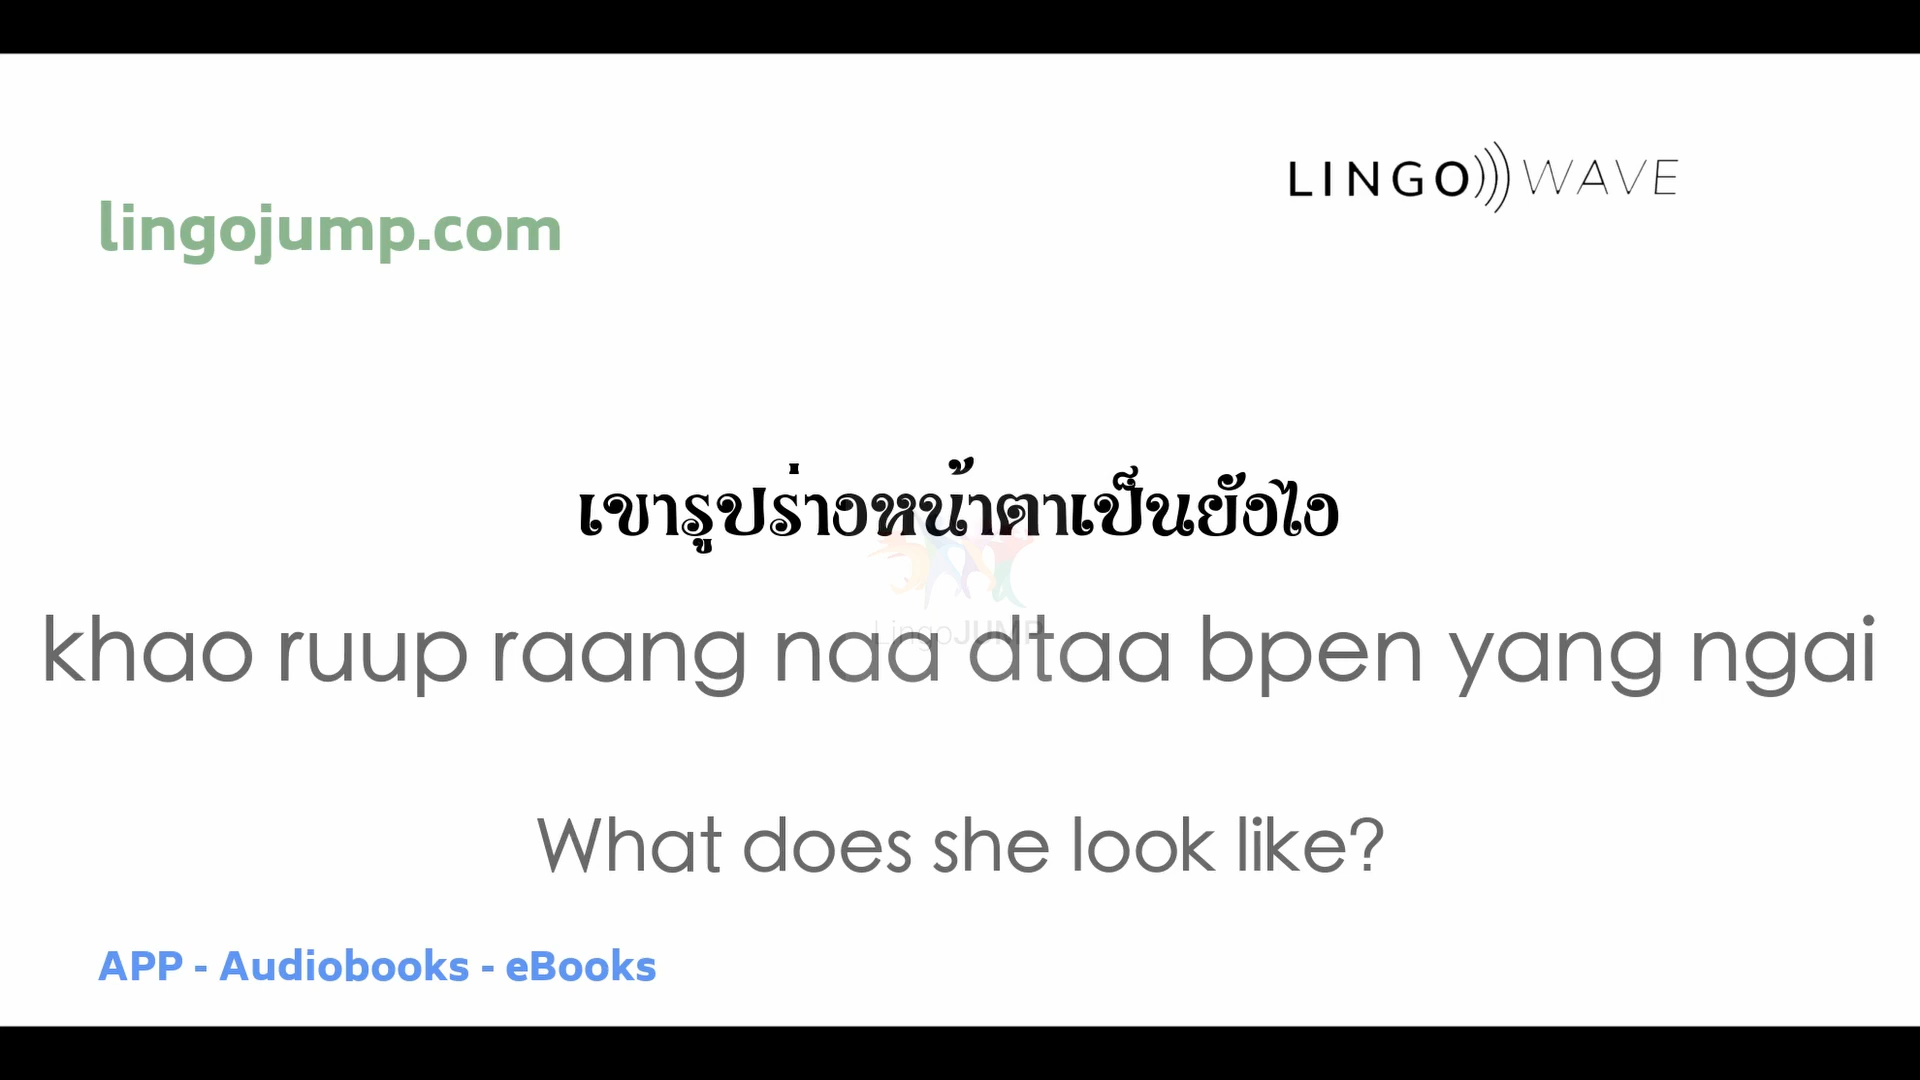 LINGO WAVE
lingojump.com
เขารูปร่างหน้าตาเป็นยังไง
khao ruup raang naa dtaa bpen yang ngai
LingoJUMP
What does she look like?
APP - Audiobooks - eBooks